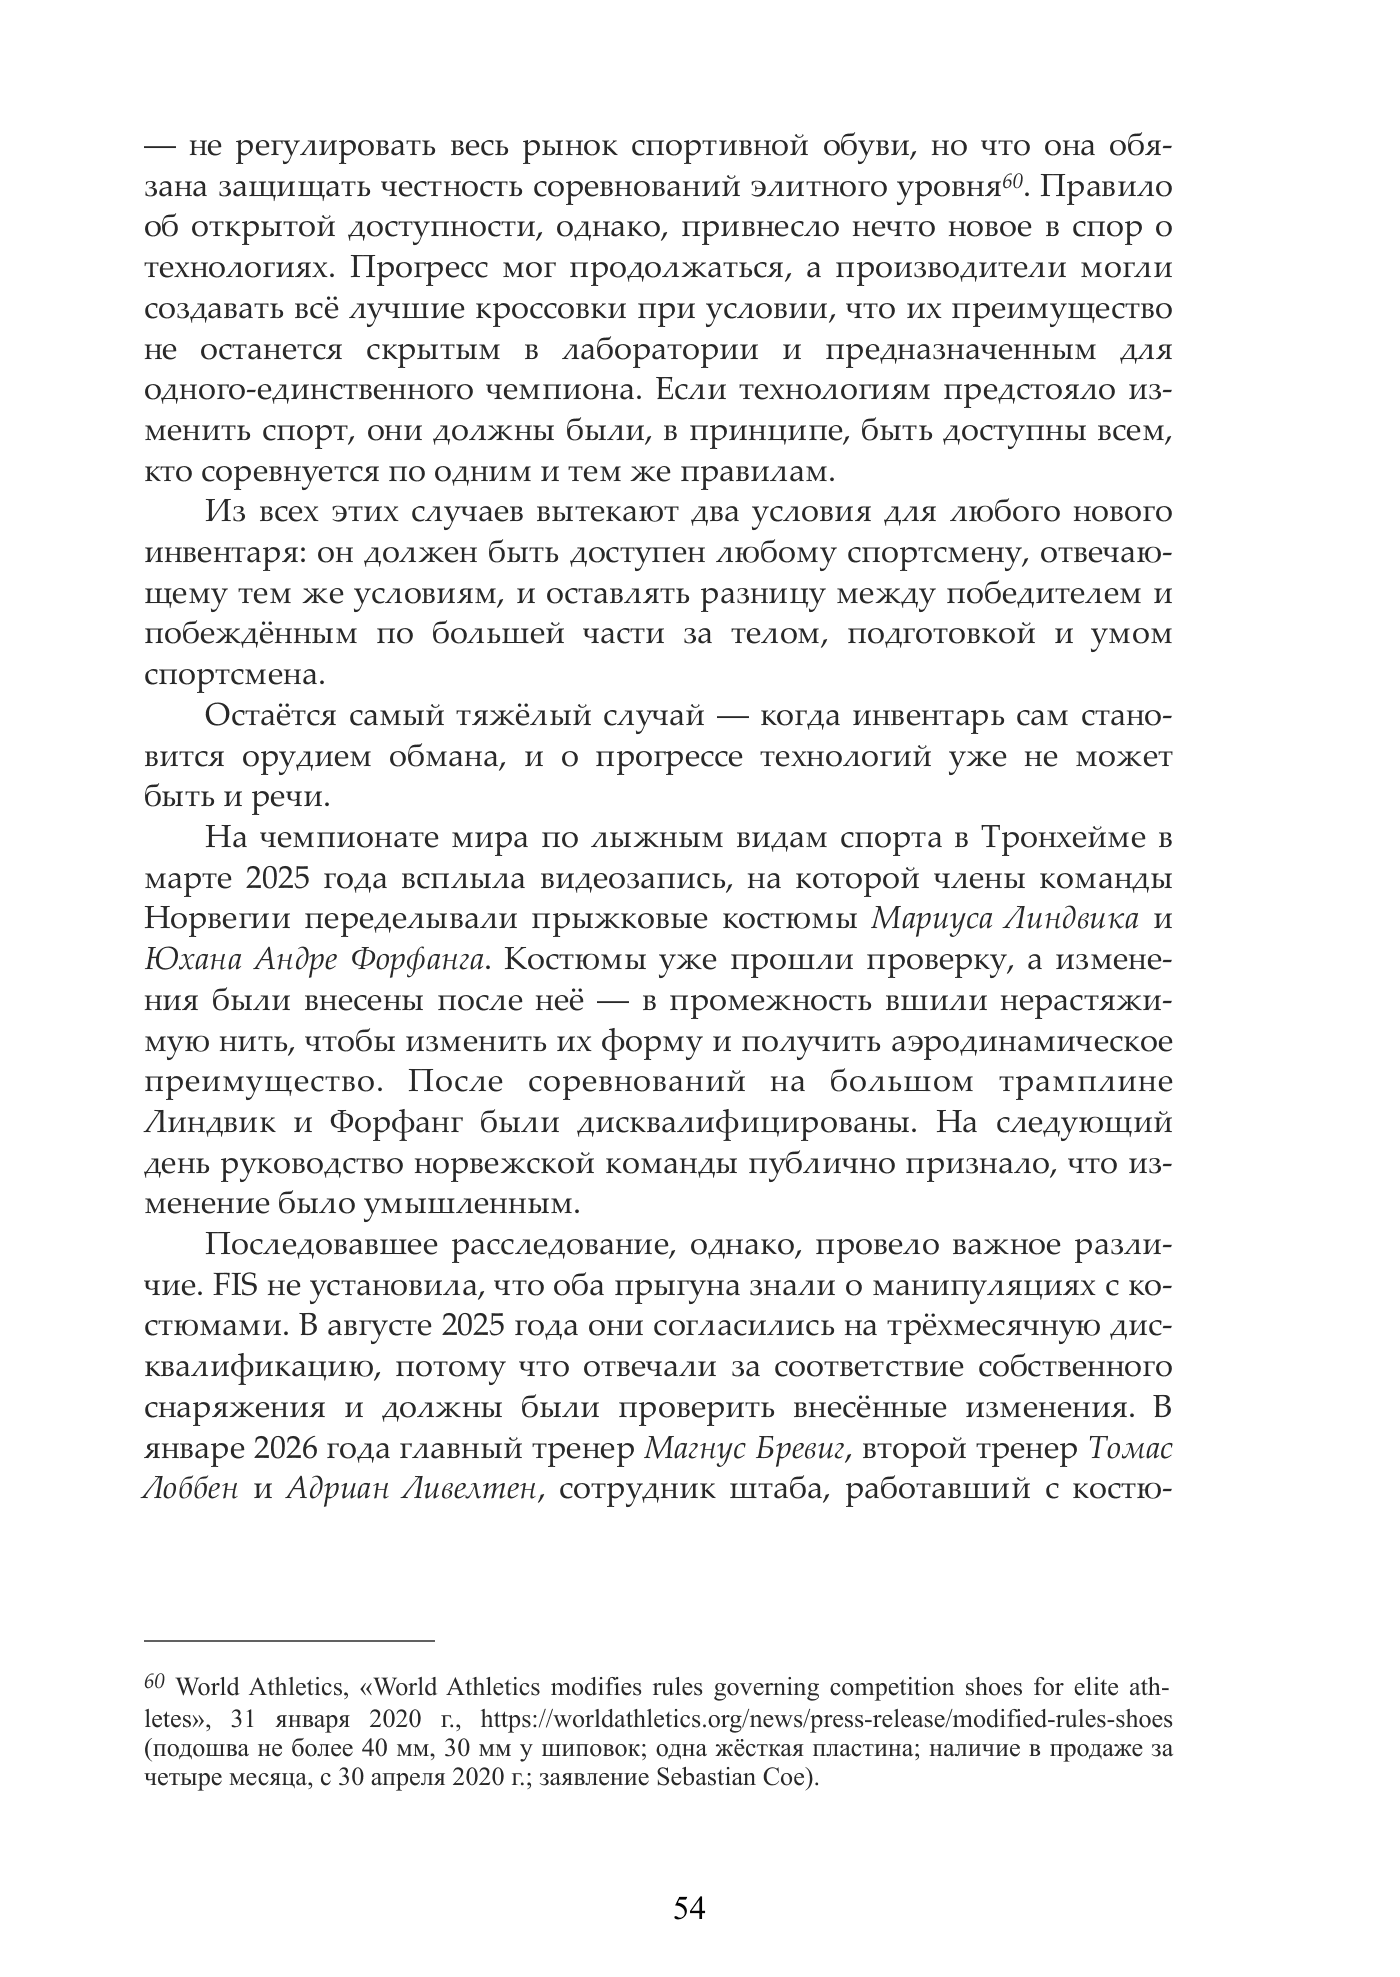 — не регулировать весь рынок спортивной обуви, но что она обя-
зана защищать честность соревнований элитного уровня60. Правило
об открытой доступности, однако, привнесло нечто новое в спор о
технологиях. Прогресс мог продолжаться, а производители могли
создавать всё лучшие кроссовки при условии, что их преимущество
не останется скрытым в лаборатории и предназначенным для
одного-единственного чемпиона. Если технологиям предстояло из-
менить спорт, они должны были, в принципе, быть доступны всем,
кто соревнуется по одним и тем же правилам.
Из всех этих случаев вытекают два условия для любого нового
инвентаря: он должен быть доступен любому спортсмену, отвечаю-
щему тем же условиям, и оставлять разницу между победителем и
побеждённым по большей части за телом, подготовкой и умом
спортсмена.
Остаётся самый тяжёлый случай — когда инвентарь сам стано-
вится орудием обмана, и о прогрессе технологий уже не может
быть и речи.
На чемпионате мира по лыжным видам спорта в Тронхейме в
марте 2025 года всплыла видеозапись, на которой члены команды
Норвегии переделывали прыжковые костюмы Мариуса Линдвика и
Юхана Андре Форфанга. Костюмы уже прошли проверку, а измене-
ния были внесены после неё — в промежность вшили нерастяжи-
мую нить, чтобы изменить их форму и получить аэродинамическое
преимущество. После соревнований на большом трамплине
Линдвик и Форфанг были дисквалифицированы. На следующий
день руководство норвежской команды публично признало, что из-
менение было умышленным.
Последовавшее расследование, однако, провело важное разли-
чие. FIS не установила, что оба прыгуна знали о манипуляциях с ко-
стюмами. В августе 2025 года они согласились на трёхмесячную дис-
квалификацию, потому что отвечали за соответствие собственного
снаряжения и должны были проверить внесённые изменения. В
январе 2026 года главный тренер Магнус Бревиг, второй тренер Томас
Лоббен и Адриан Ливелтен, сотрудник штаба, работавший с костю-
60 World Athletics, «World Athletics modifies rules governing competition shoes for elite ath-
letes», 31 января 2020 г., https://worldathletics.org/news/press-release/modified-rules-shoes
(подошва не более 40 мм, 30 мм у шиповок; одна жёсткая пластина; наличие в продаже за
четыре месяца, с 30 апреля 2020 г.; заявление Sebastian Coe).
54